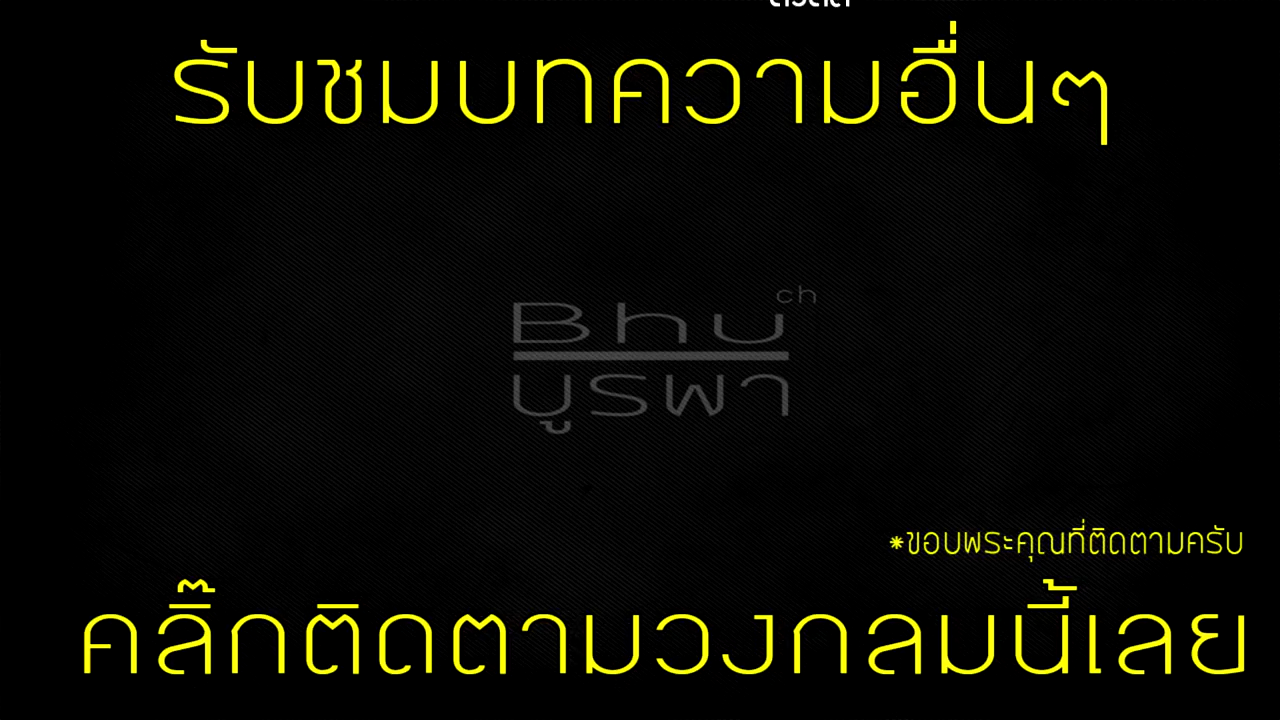 รับชมบทความอื่นๆ
ch
Bhu
บูรพา
*ขอบพระคุณที่ติดตามครับ
คลิ๊กติดตามวงกลมนี้เลย